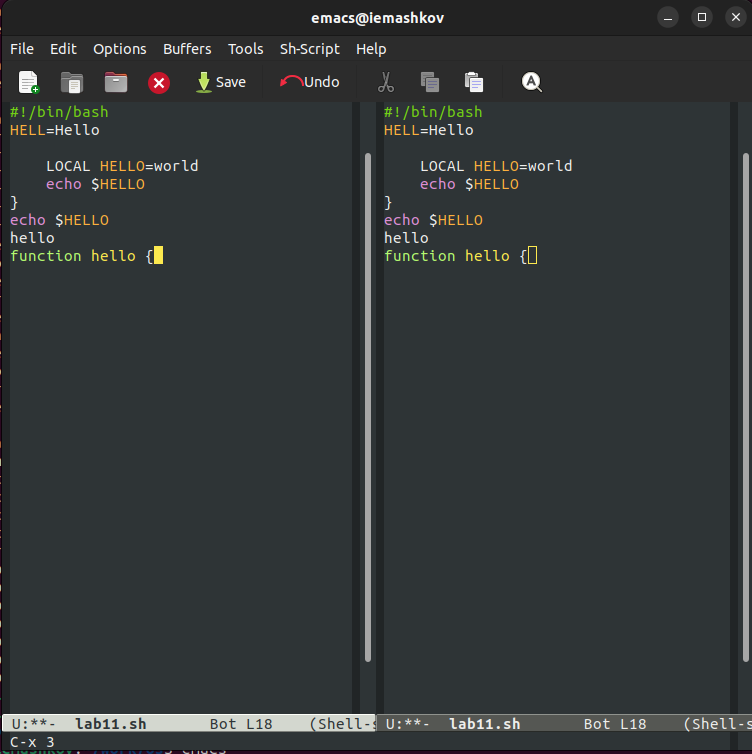 emacs@iemashkov
File Edit Options Buffers Tools Sh-Script Help
Save Undo
#!/bin/bash
HELL=Hello
LOCAL HELLO=world
echo $HELLO
}
echo $HELLO
hello
function hello {
U:**- lab11.sh Bot L18 (Shell-s
#!/bin/bash
HELL=Hello
LOCAL HELLO=world
echo $HELLO
}
echo $HELLO
hello
function hello {
U:**- lab11.sh Bot L18 (Shell-s
C-x 3